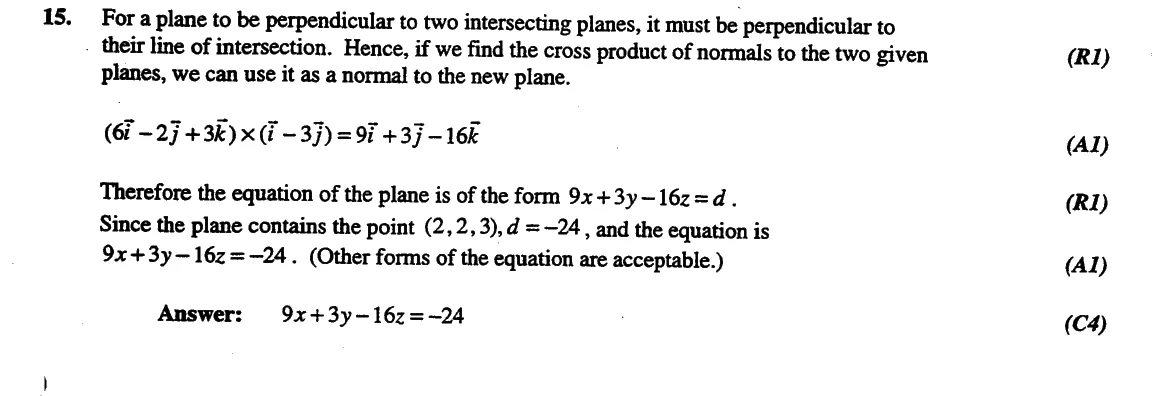 15. For a plane to be perpendicular to two intersecting planes, it must be perpendicular to
their line of intersection. Hence, if we find the cross product of normals to the two given (R1)
planes, we can use it as a normal to the new plane.
(6i⃗ − 2j⃗ + 3k⃗) × (i⃗ − 3j⃗) = 9i⃗ + 3j⃗ − 16k⃗ (A1)
Therefore the equation of the plane is of the form 9x + 3y − 16z = d. (R1)
Since the plane contains the point (2, 2, 3), d = −24, and the equation is
9x + 3y − 16z = −24. (Other forms of the equation are acceptable.) (A1)
Answer: 9x + 3y − 16z = −24 (C4)